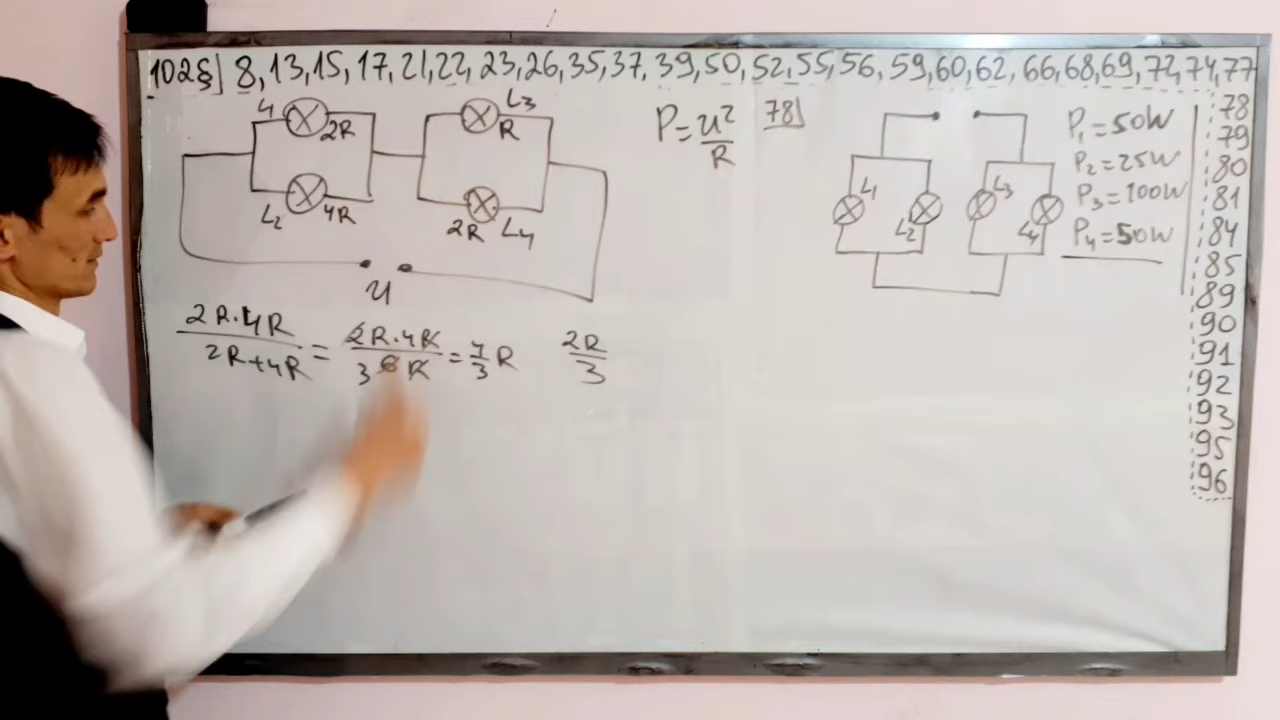 102§] 8, 13, 15, 17, 21, 22, 23, 26, 35, 37, 39, 50, 52, 55, 56, 59, 60, 62, 66, 68, 69, 72, 74, 77
78
79
80
81
84
85
89
90
91
92
93
95
96
L3
2R
R
L2
4R
2R
L4
U
P=U²/R
78|
L1
L2
L3
L4
P1=50W
P2=25W
P3=100W
P4=50W
2R·4R/2R+4R = 2R·4R/3 6R = 4/3 R
2R/3